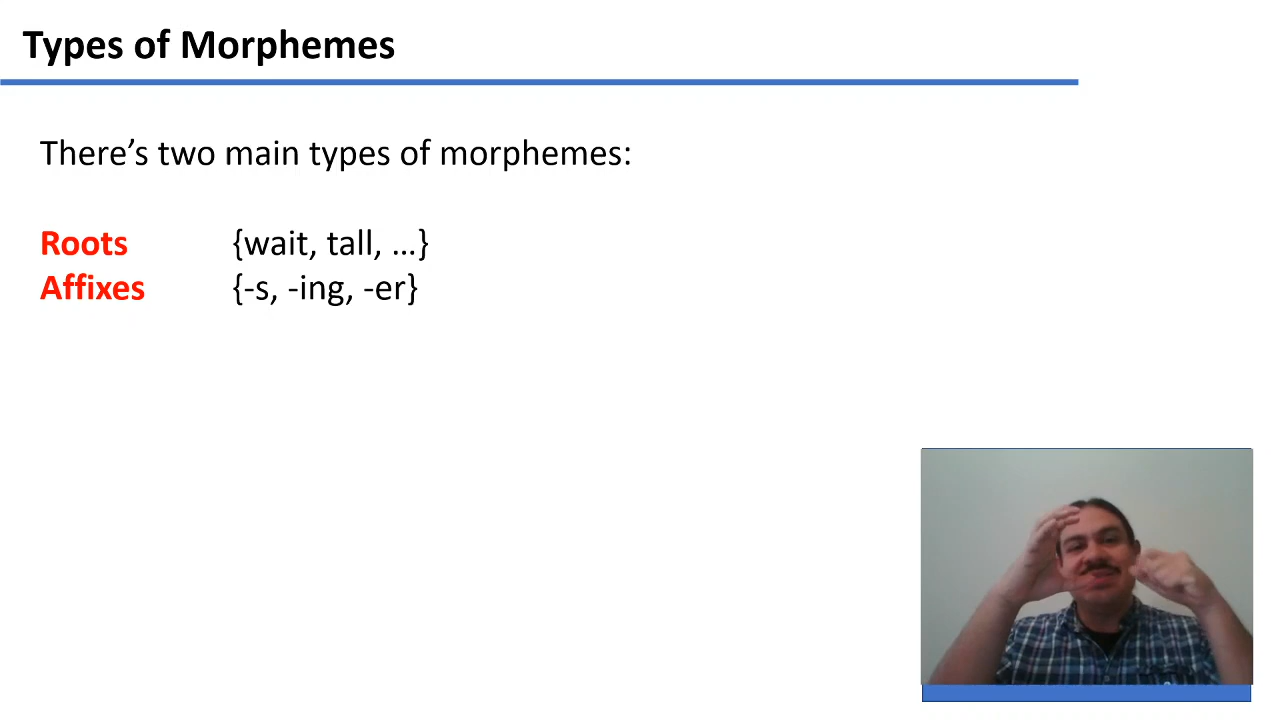 Types of Morphemes
There’s two main types of morphemes:
Roots {wait, tall, …}
Affixes {-s, -ing, -er}